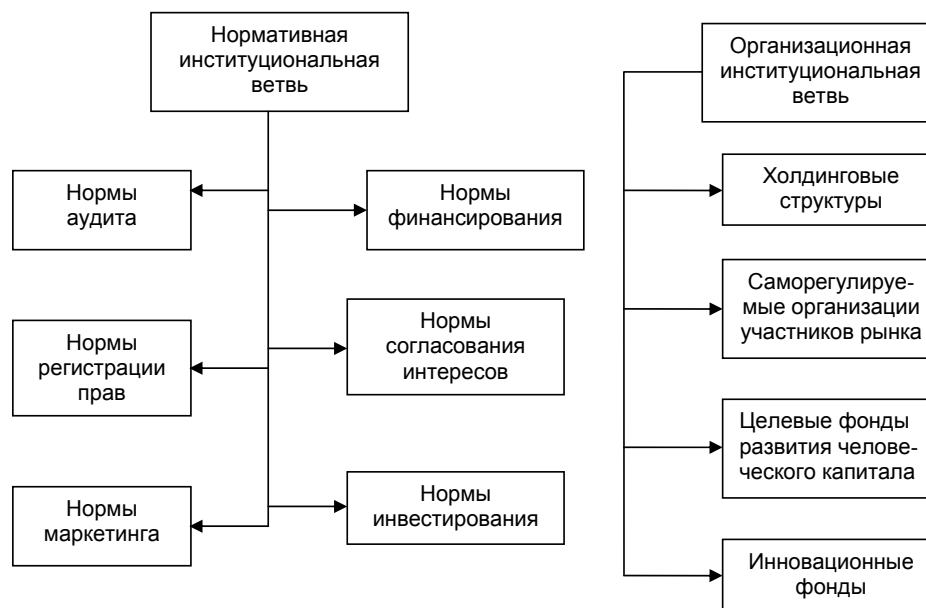 Нормативная
институциональная
ветвь
Нормы
аудита
Нормы
финансирования
Нормы
регистрации
прав
Нормы
согласования
интересов
Нормы
маркетинга
Нормы
инвестирования
Организационная
институциональная
ветвь
Холдинговые
структуры
Саморегулируе-
мые организации
участников рынка
Целевые фонды
развития челове-
ческого капитала
Инновационные
фонды